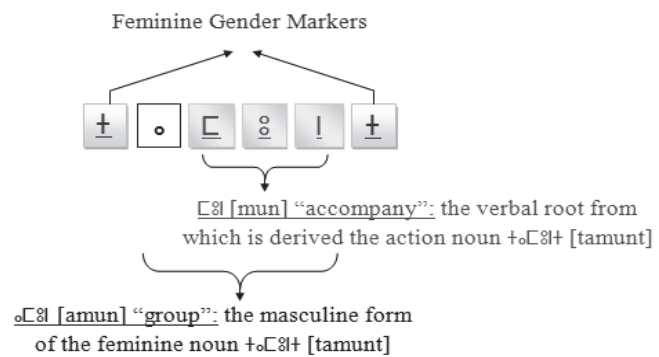 Feminine Gender Markers
ⵜ ⴰ ⵎ ⵓ ⵏ ⵜ
ⵎⵓⵏ [mun] “accompany”: the verbal root from
which is derived the action noun ⵜⴰⵎⵓⵏⵜ [tamunt]
ⴰⵎⵓⵏ [amun] “group”: the masculine form
of the feminine noun ⵜⴰⵎⵓⵏⵜ [tamunt]